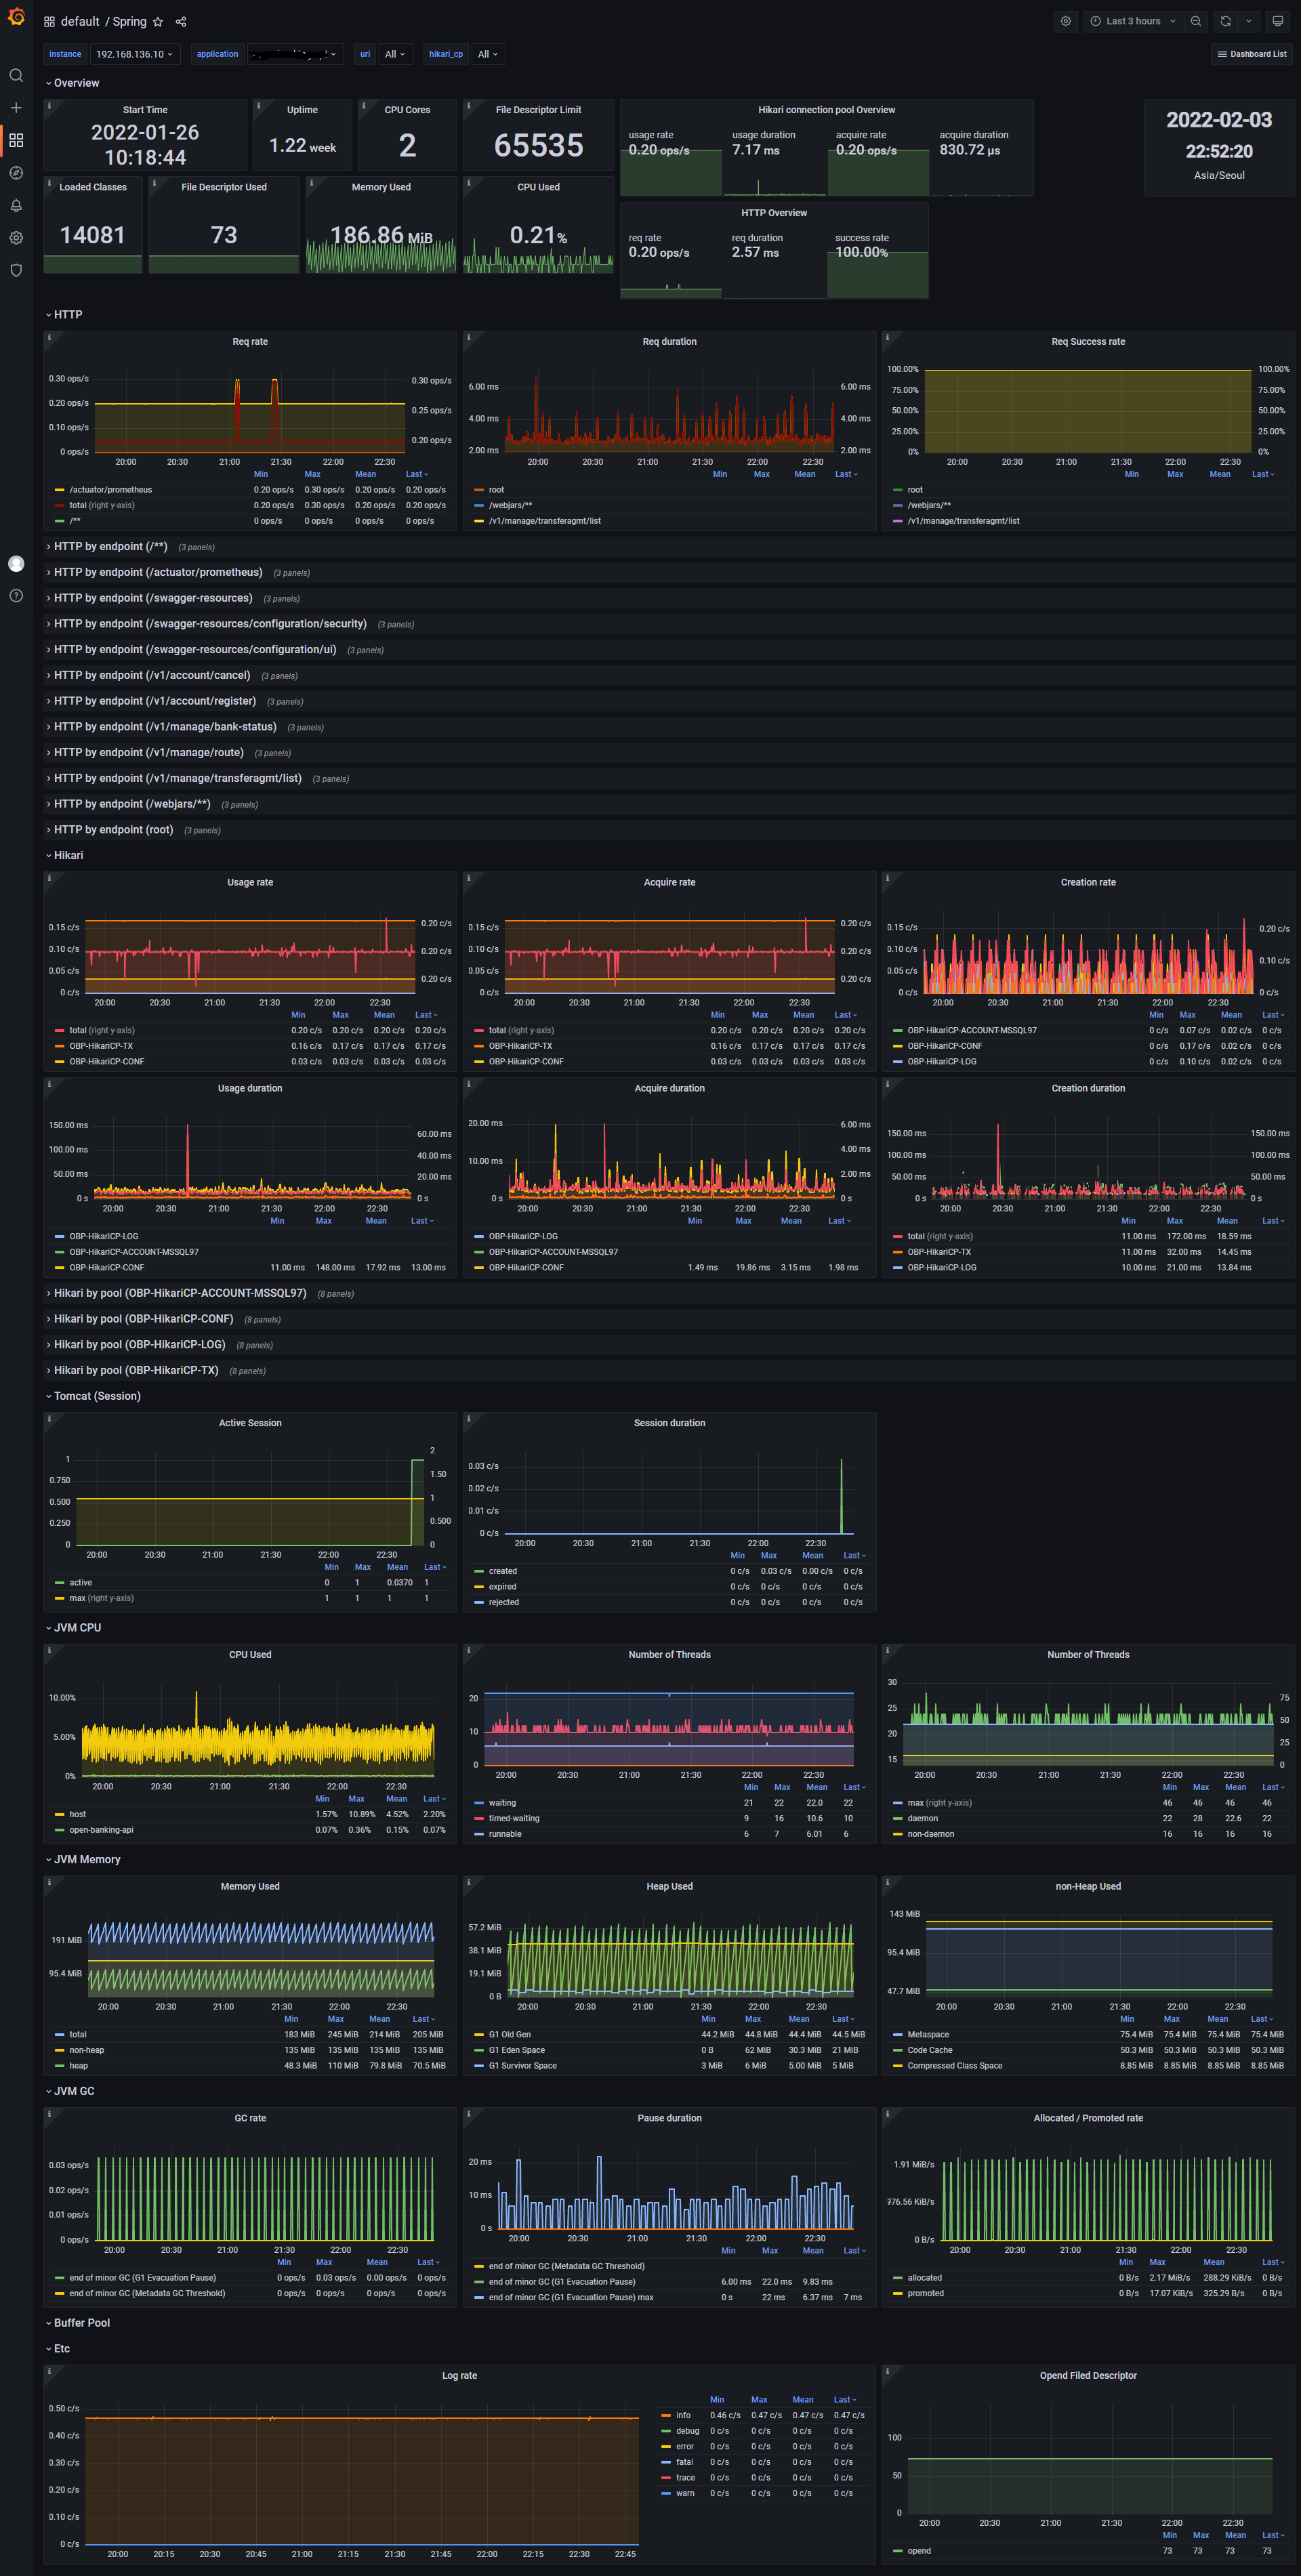 default / Spring
Last 3 hours
instance 192.168.136.10 application uri All hikari_cp All Dashboard List
Overview
Start Time
2022-01-26
10:18:44
Uptime
1.22 week
CPU Cores
2
File Descriptor Limit
65535
Hikari connection pool Overview
usage rate usage duration acquire rate acquire duration
0.20 ops/s 7.17 ms 0.20 ops/s 830.72 µs
2022-02-03
22:52:20
Asia/Seoul
Loaded Classes
14081
File Descriptor Used
73
Memory Used
186.86 MiB
CPU Used
0.21%
HTTP Overview
req rate req duration success rate
0.20 ops/s 2.57 ms 100.00%
HTTP
Req rate
0.30 ops/s 0.30 ops/s
0.20 ops/s 0.25 ops/s
0.10 ops/s 0.20 ops/s
0 ops/s
20:00 20:30 21:00 21:30 22:00 22:30
Min Max Mean Last
/actuator/prometheus 0.20 ops/s 0.30 ops/s 0.20 ops/s 0.20 ops/s
total (right y-axis) 0.20 ops/s 0.30 ops/s 0.20 ops/s 0.20 ops/s
/** 0 ops/s 0 ops/s 0 ops/s 0 ops/s
Req duration
6.00 ms 6.00 ms
4.00 ms 4.00 ms
2.00 ms 2.00 ms
20:00 20:30 21:00 21:30 22:00 22:30
Min Max Mean Last
root
/webjars/**
/v1/manage/transferagmt/list
Req Success rate
100.00% 100.00%
75.00% 75.00%
50.00% 50.00%
25.00% 25.00%
0% 0%
20:00 20:30 21:00 21:30 22:00 22:30
Min Max Mean Last
root
/webjars/**
/v1/manage/transferagmt/list
HTTP by endpoint (/**) (3 panels)
HTTP by endpoint (/actuator/prometheus) (3 panels)
HTTP by endpoint (/swagger-resources) (3 panels)
HTTP by endpoint (/swagger-resources/configuration/security) (3 panels)
HTTP by endpoint (/swagger-resources/configuration/ui) (3 panels)
HTTP by endpoint (/v1/account/cancel) (3 panels)
HTTP by endpoint (/v1/account/register) (3 panels)
HTTP by endpoint (/v1/manage/bank-status) (3 panels)
HTTP by endpoint (/v1/manage/route) (3 panels)
HTTP by endpoint (/v1/manage/transferagmt/list) (3 panels)
HTTP by endpoint (/webjars/**) (3 panels)
HTTP by endpoint (root) (3 panels)
Hikari
Usage rate
0.15 c/s 0.20 c/s
0.10 c/s 0.20 c/s
0.05 c/s 0.20 c/s
0 c/s
20:00 20:30 21:00 21:30 22:00 22:30
Min Max Mean Last
total (right y-axis) 0.20 c/s 0.20 c/s 0.20 c/s 0.20 c/s
OBP-HikariCP-TX 0.16 c/s 0.17 c/s 0.17 c/s 0.17 c/s
OBP-HikariCP-CONF 0.03 c/s 0.03 c/s 0.03 c/s 0.03 c/s
Acquire rate
0.15 c/s 0.20 c/s
0.10 c/s 0.20 c/s
0.05 c/s 0.20 c/s
0 c/s
20:00 20:30 21:00 21:30 22:00 22:30
Min Max Mean Last
total (right y-axis) 0.20 c/s 0.20 c/s 0.20 c/s 0.20 c/s
OBP-HikariCP-TX 0.16 c/s 0.17 c/s 0.17 c/s 0.17 c/s
OBP-HikariCP-CONF 0.03 c/s 0.03 c/s 0.03 c/s 0.03 c/s
Creation rate
0.15 c/s 0.20 c/s
0.10 c/s 0.10 c/s
0.05 c/s
0 c/s 0 c/s
20:00 20:30 21:00 21:30 22:00 22:30
Min Max Mean Last
OBP-HikariCP-ACCOUNT-MSSQL97 0 c/s 0.07 c/s 0.02 c/s 0 c/s
OBP-HikariCP-CONF 0 c/s 0.17 c/s 0.02 c/s 0 c/s
OBP-HikariCP-LOG 0 c/s 0.10 c/s 0.02 c/s 0 c/s
Usage duration
150.00 ms 60.00 ms
100.00 ms 40.00 ms
50.00 ms 20.00 ms
0 s 0 s
20:00 20:30 21:00 21:30 22:00 22:30
Min Max Mean Last
OBP-HikariCP-LOG
OBP-HikariCP-ACCOUNT-MSSQL97
OBP-HikariCP-CONF 11.00 ms 148.00 ms 17.92 ms 13.00 ms
Acquire duration
20.00 ms 6.00 ms
10.00 ms 4.00 ms
2.00 ms
0 s 0 s
20:00 20:30 21:00 21:30 22:00 22:30
Min Max Mean Last
OBP-HikariCP-LOG
OBP-HikariCP-ACCOUNT-MSSQL97
OBP-HikariCP-CONF 1.49 ms 19.86 ms 3.15 ms 1.98 ms
Creation duration
150.00 ms 150.00 ms
100.00 ms 100.00 ms
50.00 ms 50.00 ms
0 s 0 s
20:00 20:30 21:00 21:30 22:00 22:30
Min Max Mean Last
total (right y-axis) 11.00 ms 172.00 ms 18.59 ms
OBP-HikariCP-TX 11.00 ms 32.00 ms 14.45 ms
OBP-HikariCP-LOG 10.00 ms 21.00 ms 13.84 ms
Hikari by pool (OBP-HikariCP-ACCOUNT-MSSQL97) (8 panels)
Hikari by pool (OBP-HikariCP-CONF) (8 panels)
Hikari by pool (OBP-HikariCP-LOG) (8 panels)
Hikari by pool (OBP-HikariCP-TX) (8 panels)
Tomcat (Session)
Active Session
1 2
0.750 1.50
0.500 1
0.250 0.500
0 0
20:00 20:30 21:00 21:30 22:00 22:30
Min Max Mean Last
active 0 1 0.0370 1
max (right y-axis) 1 1 1 1
Session duration
0.03 c/s
0.02 c/s
0.01 c/s
0 c/s
20:00 20:30 21:00 21:30 22:00 22:30
Min Max Mean Last
created 0 c/s 0.03 c/s 0.00 c/s 0 c/s
expired 0 c/s 0 c/s 0 c/s 0 c/s
rejected 0 c/s 0 c/s 0 c/s 0 c/s
JVM CPU
CPU Used
10.00%
5.00%
0%
20:00 20:30 21:00 21:30 22:00 22:30
Min Max Mean Last
host 1.57% 10.89% 4.52% 2.20%
open-banking-api 0.07% 0.36% 0.15% 0.07%
Number of Threads
20
10
0
20:00 20:30 21:00 21:30 22:00 22:30
Min Max Mean Last
waiting 21 22 22.0 22
timed-waiting 9 16 10.6 10
runnable 6 7 6.01 6
Number of Threads
30
25 75
20 50
15 25
0
20:00 20:30 21:00 21:30 22:00 22:30
Min Max Mean Last
max (right y-axis) 46 46 46 46
daemon 22 28 22.6 22
non-daemon 16 16 16 16
JVM Memory
Memory Used
191 MiB
95.4 MiB
20:00 20:30 21:00 21:30 22:00 22:30
Min Max Mean Last
total 183 MiB 245 MiB 214 MiB 205 MiB
non-heap 135 MiB 135 MiB 135 MiB 135 MiB
heap 48.3 MiB 110 MiB 79.8 MiB 70.5 MiB
Heap Used
57.2 MiB
38.1 MiB
19.1 MiB
0 B
20:00 20:30 21:00 21:30 22:00 22:30
Min Max Mean Last
G1 Old Gen 44.2 MiB 44.8 MiB 44.4 MiB 44.5 MiB
G1 Eden Space 0 B 62 MiB 30.3 MiB 21 MiB
G1 Survivor Space 3 MiB 6 MiB 5.00 MiB 5 MiB
non-Heap Used
143 MiB
95.4 MiB
47.7 MiB
20:00 20:30 21:00 21:30 22:00 22:30
Min Max Mean Last
Metaspace 75.4 MiB 75.4 MiB 75.4 MiB 75.4 MiB
Code Cache 50.3 MiB 50.3 MiB 50.3 MiB 50.3 MiB
Compressed Class Space 8.85 MiB 8.85 MiB 8.85 MiB 8.85 MiB
JVM GC
GC rate
0.03 ops/s
0.02 ops/s
0.01 ops/s
0 ops/s
20:00 20:30 21:00 21:30 22:00 22:30
Min Max Mean Last
end of minor GC (G1 Evacuation Pause) 0 ops/s 0.03 ops/s 0.00 ops/s 0 ops/s
end of minor GC (Metadata GC Threshold) 0 ops/s 0 ops/s 0 ops/s 0 ops/s
Pause duration
20 ms
10 ms
0 s
20:00 20:30 21:00 21:30 22:00 22:30
Min Max Mean Last
end of minor GC (Metadata GC Threshold)
end of minor GC (G1 Evacuation Pause) 6.00 ms 22.0 ms 9.83 ms
end of minor GC (G1 Evacuation Pause) max 0 s 22 ms 6.37 ms 7 ms
Allocated / Promoted rate
1.91 MiB/s
976.56 KiB/s
0 B/s
20:00 20:30 21:00 21:30 22:00 22:30
Min Max Mean Last
allocated 0 B/s 2.17 MiB/s 288.29 KiB/s 0 B/s
promoted 0 B/s 17.07 KiB/s 325.29 B/s 0 B/s
Buffer Pool
Etc
Log rate
0.50 c/s
0.40 c/s
0.30 c/s
0.20 c/s
0.10 c/s
0 c/s
20:00 20:15 20:30 20:45 21:00 21:15 21:30 21:45 22:00 22:15 22:30 22:45
Min Max Mean Last
info 0.46 c/s 0.47 c/s 0.47 c/s 0.47 c/s
debug 0 c/s 0 c/s 0 c/s 0 c/s
error 0 c/s 0 c/s 0 c/s 0 c/s
fatal 0 c/s 0 c/s 0 c/s 0 c/s
trace 0 c/s 0 c/s 0 c/s 0 c/s
warn 0 c/s 0 c/s 0 c/s 0 c/s
Opend Filed Descriptor
100
50
0
20:00 20:30 21:00 21:30 22:00 22:30
Min Max Mean Last
opend 73 73 73 73